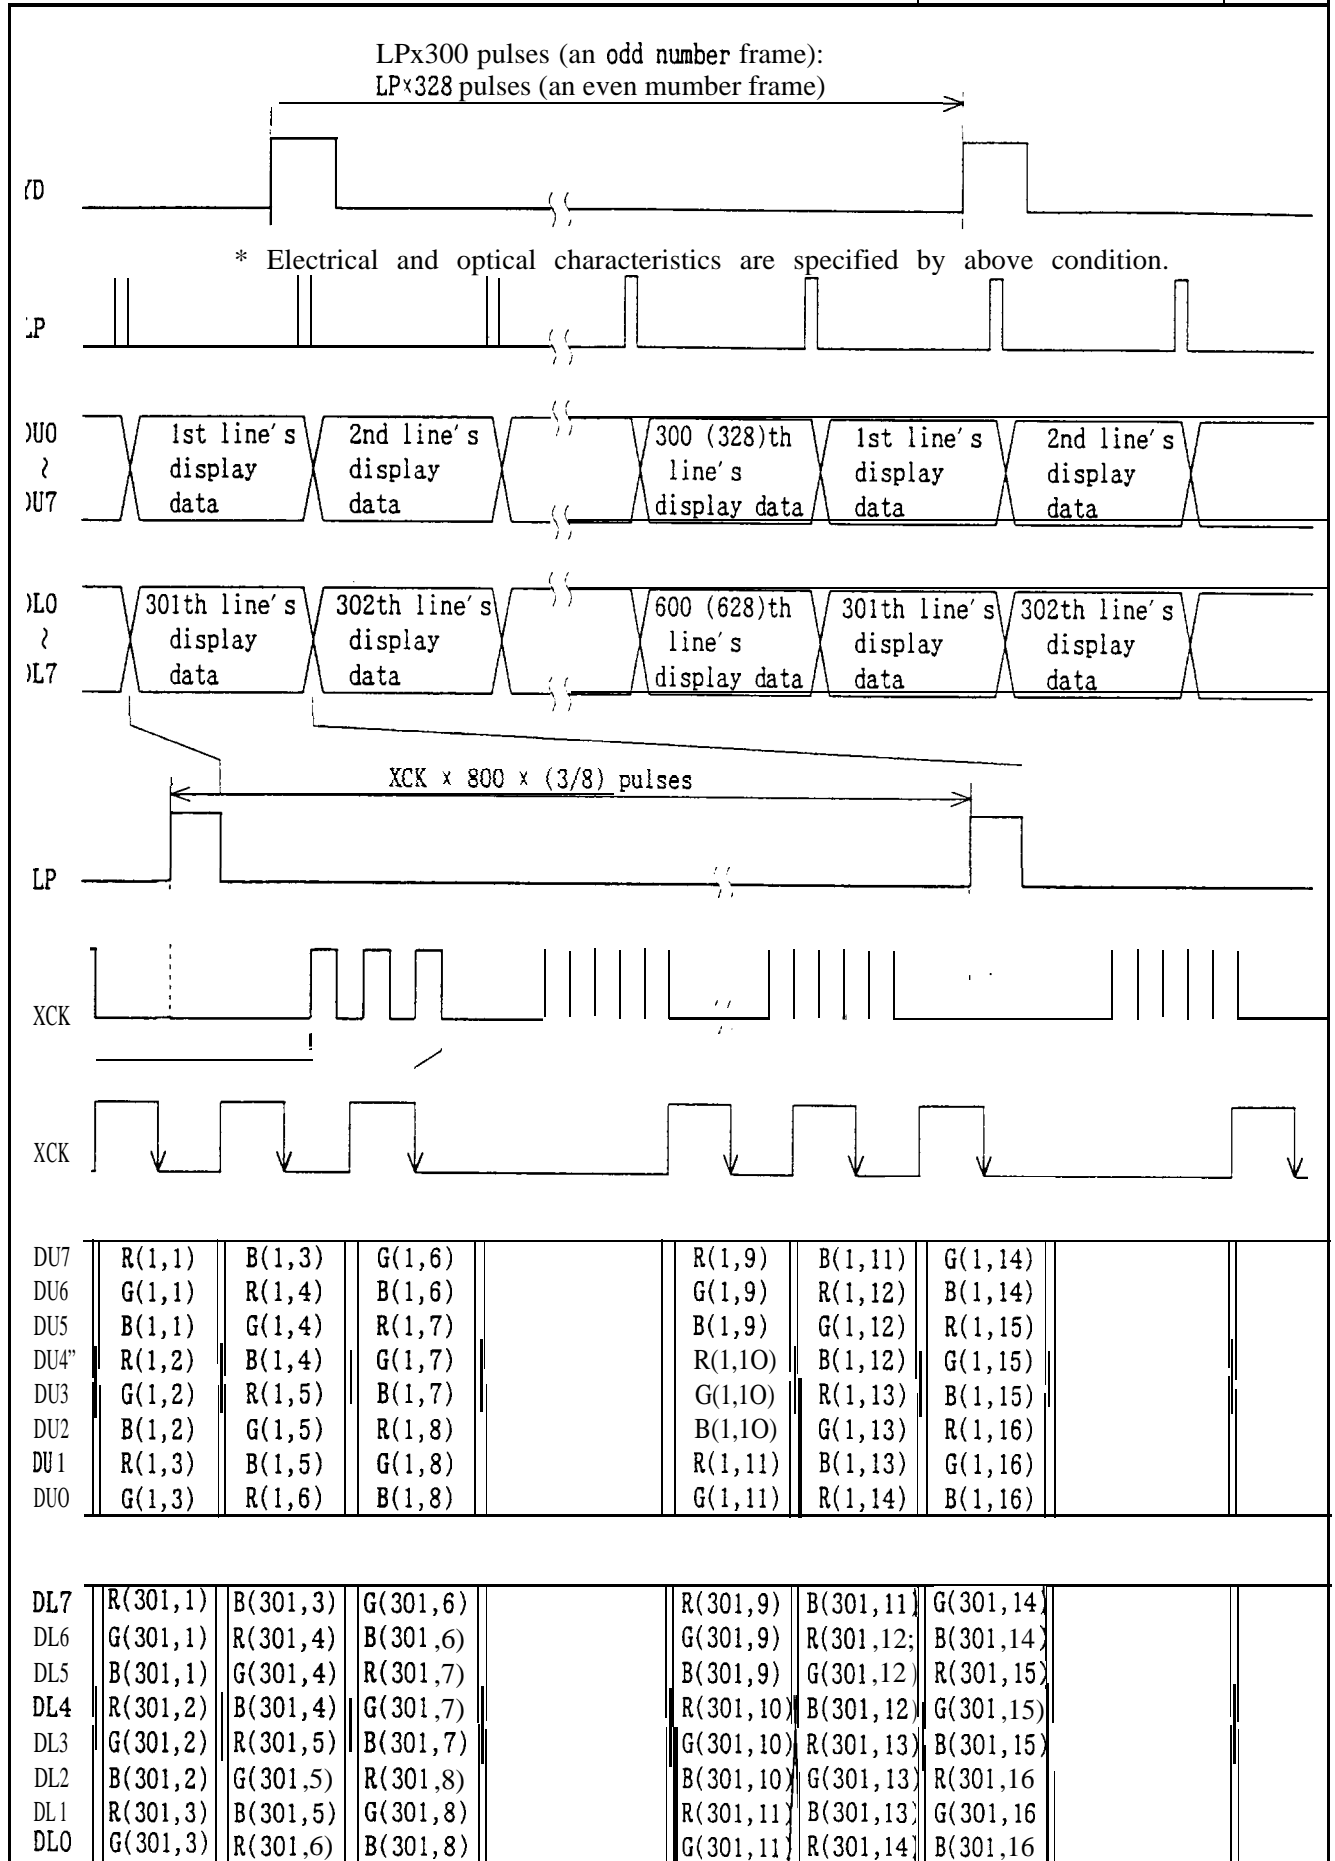 LPx300 pulses (an odd number frame):
LPx328 pulses (an even mumber frame)
YD
* Electrical and optical characteristics are specified by above condition.
LP
DU0 1st line's 2nd line's 300 (328)th 1st line's 2nd line's
~ display display line's display display
DU7 data data display data data data
DL0 301th line's 302th line's 600 (628)th 301th line's 302th line's
~ display display line's display display
DL7 data data display data data data
XCK x 800 x (3/8) pulses
LP
XCK
XCK
DU7 R(1,1) B(1,3) G(1,6) R(1,9) B(1,11) G(1,14)
DU6 G(1,1) R(1,4) B(1,6) G(1,9) R(1,12) B(1,14)
DU5 B(1,1) G(1,4) R(1,7) B(1,9) G(1,12) R(1,15)
DU4” R(1,2) B(1,4) G(1,7) R(1,1O) B(1,12) G(1,15)
DU3 G(1,2) R(1,5) B(1,7) G(1,1O) R(1,13) B(1,15)
DU2 B(1,2) G(1,5) R(1,8) B(1,1O) G(1,13) R(1,16)
DU1 R(1,3) B(1,5) G(1,8) R(1,11) B(1,13) G(1,16)
DU0 G(1,3) R(1,6) B(1,8) G(1,11) R(1,14) B(1,16)
DL7 R(301,1) B(301,3) G(301,6) R(301,9) B(301,11) G(301,14)
DL6 G(301,1) R(301,4) B(301,6) G(301,9) R(301,12; B(301,14)
DL5 B(301,1) G(301,4) R(301,7) B(301,9) G(301,12) R(301,15)
DL4 R(301,2) B(301,4) G(301,7) R(301,10) B(301,12) G(301,15)
DL3 G(301,2) R(301,5) B(301,7) G(301,10) R(301,13) B(301,15)
DL2 B(301,2) G(301,5) R(301,8) B(301,10) G(301,13) R(301,16
DL1 R(301,3) B(301,5) G(301,8) R(301,11) B(301,13) G(301,16
DL0 G(301,3) R(301,6) B(301,8) G(301,11) R(301,14) B(301,16